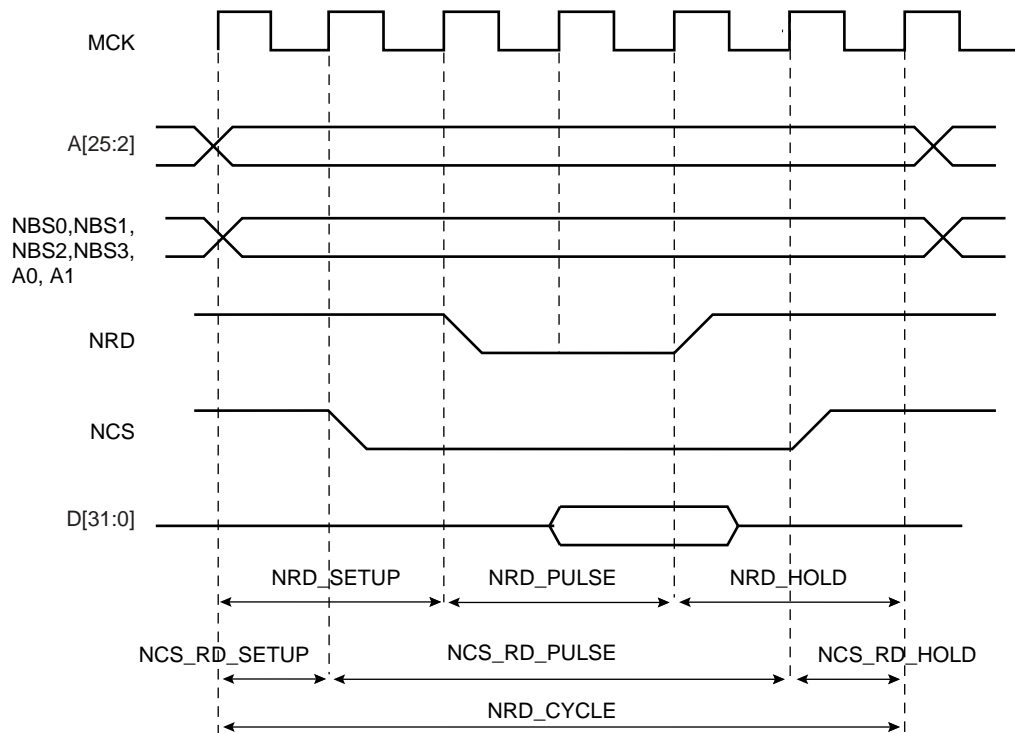 MCK
A[25:2]
NBS0,NBS1,
NBS2,NBS3,
A0, A1
NRD
NCS
D[31:0]
NRD_SETUP
NRD_PULSE
NRD_HOLD
NCS_RD_SETUP
NCS_RD_PULSE
NCS_RD_HOLD
NRD_CYCLE